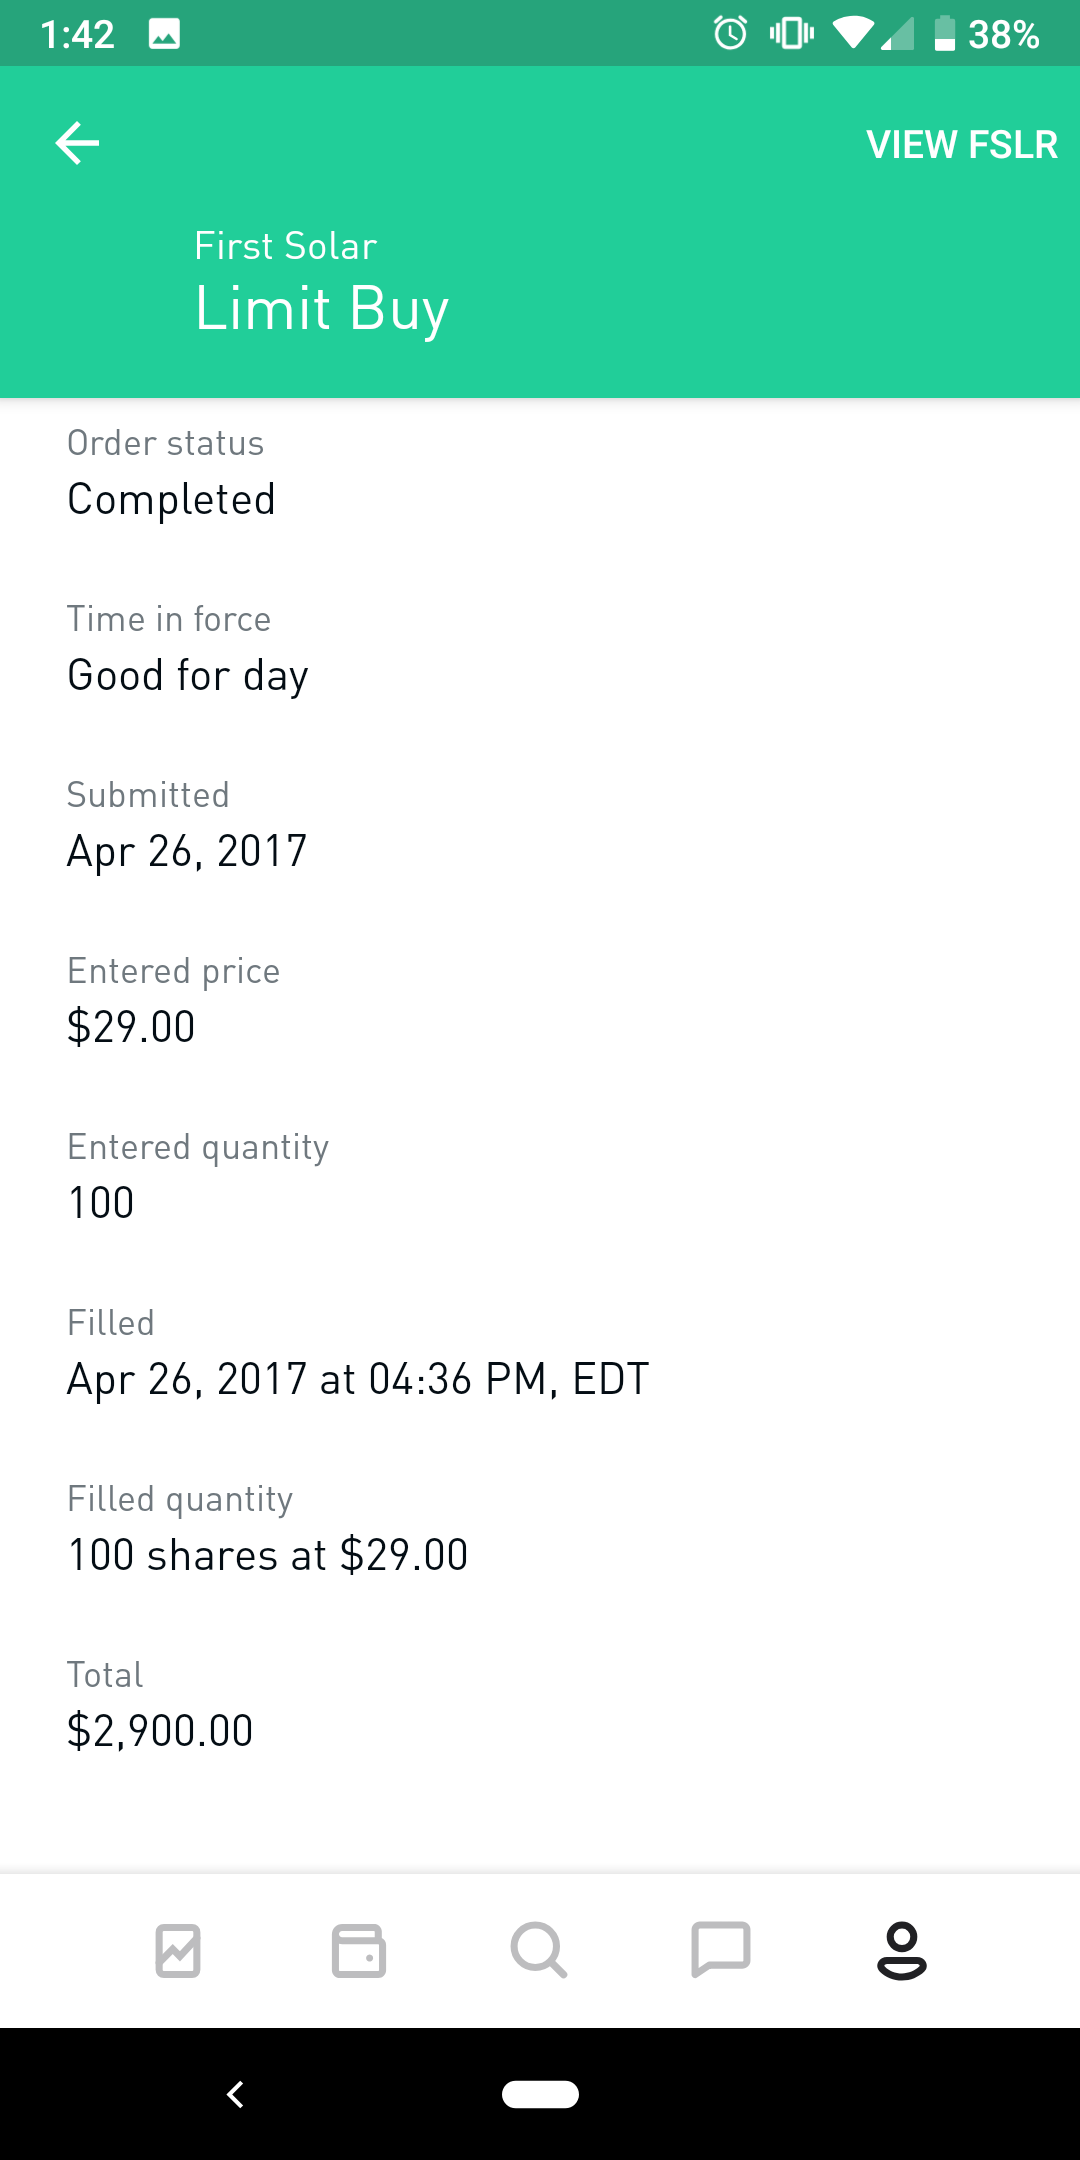 1:42
38%
VIEW FSLR
First Solar
Limit Buy
Order status
Completed
Time in force
Good for day
Submitted
Apr 26, 2017
Entered price
$29.00
Entered quantity
100
Filled
Apr 26, 2017 at 04:36 PM, EDT
Filled quantity
100 shares at $29.00
Total
$2,900.00